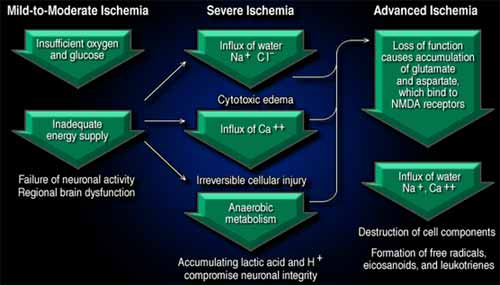 Mild-to-Moderate Ischemia
Insufficient oxygen
and glucose
Inadequate
energy supply
Failure of neuronal activity
Regional brain dysfunction
Severe Ischemia
Influx of water
Na+ Cl–
Cytotoxic edema
Influx of Ca ++
Irreversible cellular injury
Anaerobic
metabolism
Accumulating lactic acid and H+
compromise neuronal integrity
Advanced Ischemia
Loss of function
causes accumulation
of glutamate
and aspartate,
which bind to
NMDA receptors
Influx of water
Na+, Ca++
Destruction of cell components
Formation of free radicals,
eicosanoids, and leukotrienes